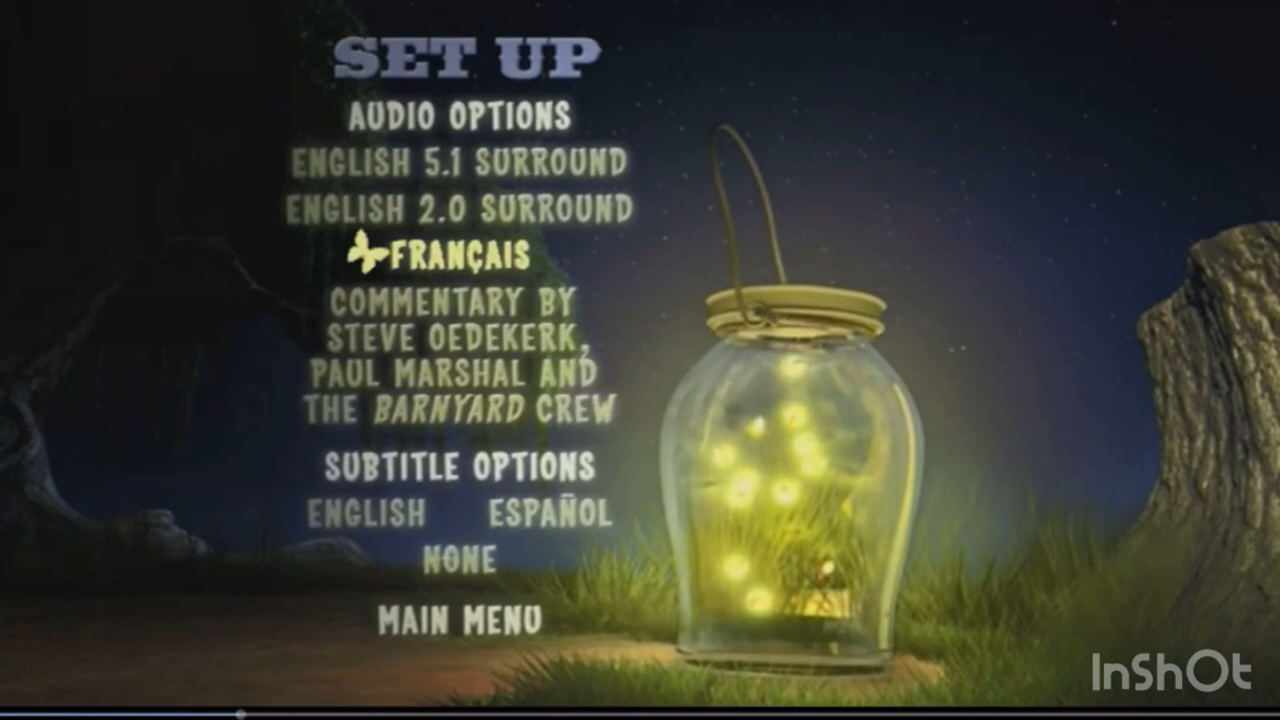 SET UP
AUDIO OPTIONS
ENGLISH 5.1 SURROUND
ENGLISH 2.0 SURROUND
FRANÇAIS
COMMENTARY BY
STEVE OEDEKERK,
PAUL MARSHAL AND
THE BARNYARD CREW
SUBTITLE OPTIONS
ENGLISH ESPAÑOL
NONE
MAIN MENU
InShOt